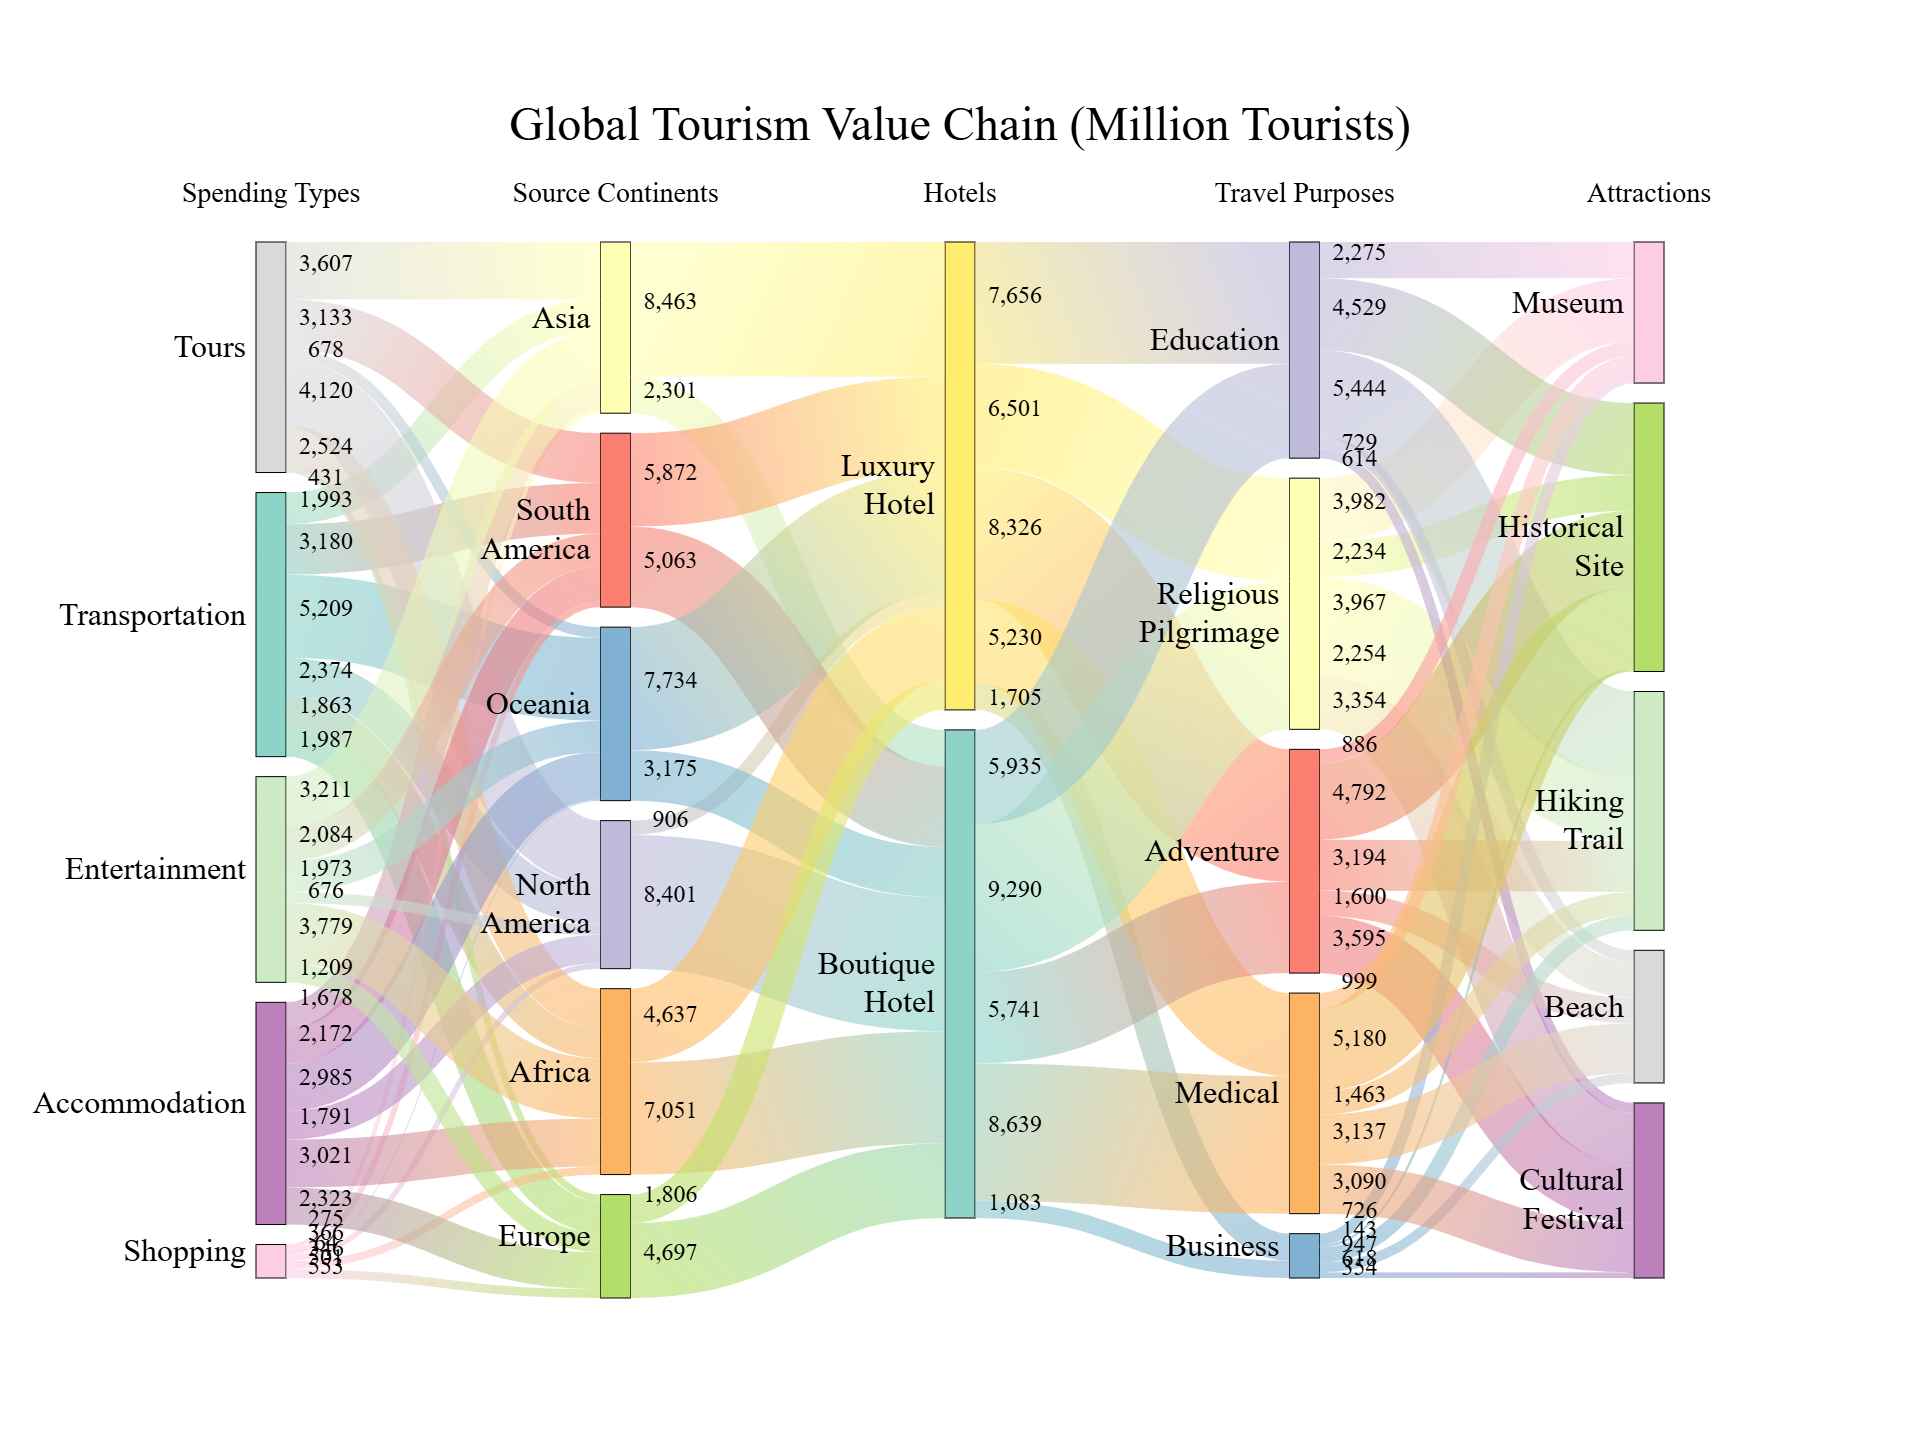 Global Tourism Value Chain (Million Tourists)
Spending Types
Source Continents
Hotels
Travel Purposes
Attractions
Tours
Transportation
Entertainment
Accommodation
Shopping
3,607
3,133
678
4,120
2,524
431
1,993
3,180
5,209
2,374
1,863
1,987
3,211
2,084
1,973
676
3,779
1,209
1,678
2,172
2,985
1,791
3,021
2,323
275
366
501
553
Asia
South
America
Oceania
North
America
Africa
Europe
8,463
2,301
5,872
5,063
7,734
3,175
906
8,401
4,637
7,051
1,806
4,697
Luxury
Hotel
Boutique
Hotel
7,656
6,501
8,326
5,230
1,705
5,935
9,290
5,741
8,639
1,083
Education
Religious
Pilgrimage
Adventure
Medical
Business
2,275
4,529
5,444
729
614
3,982
2,234
3,967
2,254
3,354
886
4,792
3,194
1,600
3,595
999
5,180
1,463
3,137
3,090
726
143
947
618
354
Museum
Historical
Site
Hiking
Trail
Beach
Cultural
Festival